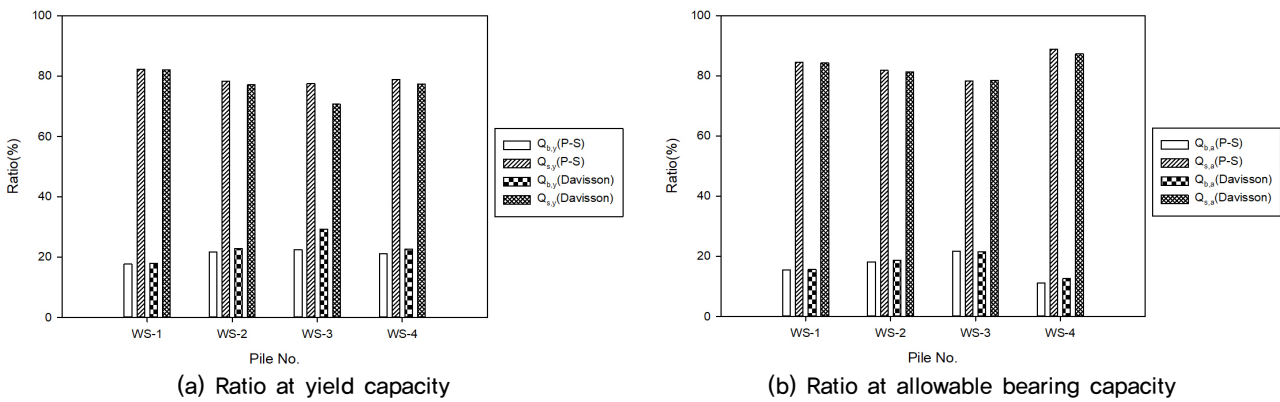 100
80
60
40
20
0
Ratio(%)
WS-1 WS-2 WS-3 WS-4
Pile No.
Q_b,y(P-S)
Q_s,y(P-S)
Q_b,y(Davisson)
Q_s,y(Davisson)
(a) Ratio at yield capacity
100
80
60
40
20
0
Ratio(%)
WS-1 WS-2 WS-3 WS-4
Pile No.
Q_b,a(P-S)
Q_s,a(P-S)
Q_b,a(Davisson)
Q_s,a(Davisson)
(b) Ratio at allowable bearing capacity